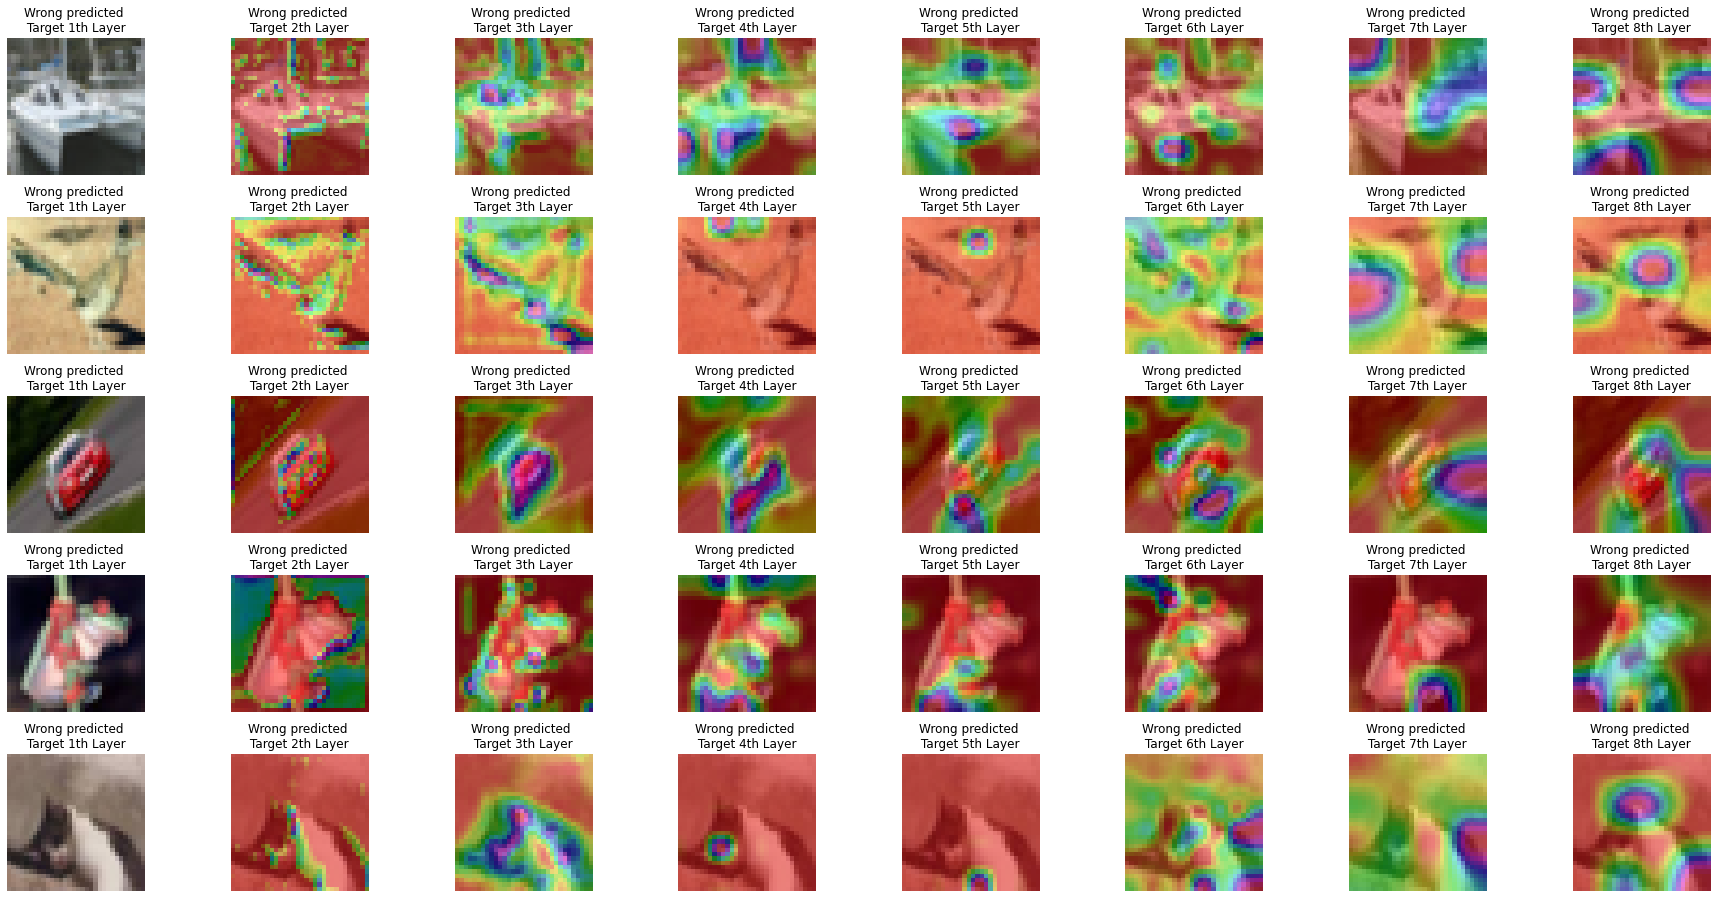 Wrong predicted
Target 1th Layer
Wrong predicted
Target 2th Layer
Wrong predicted
Target 3th Layer
Wrong predicted
Target 4th Layer
Wrong predicted
Target 5th Layer
Wrong predicted
Target 6th Layer
Wrong predicted
Target 7th Layer
Wrong predicted
Target 8th Layer
Wrong predicted
Target 1th Layer
Wrong predicted
Target 2th Layer
Wrong predicted
Target 3th Layer
Wrong predicted
Target 4th Layer
Wrong predicted
Target 5th Layer
Wrong predicted
Target 6th Layer
Wrong predicted
Target 7th Layer
Wrong predicted
Target 8th Layer
Wrong predicted
Target 1th Layer
Wrong predicted
Target 2th Layer
Wrong predicted
Target 3th Layer
Wrong predicted
Target 4th Layer
Wrong predicted
Target 5th Layer
Wrong predicted
Target 6th Layer
Wrong predicted
Target 7th Layer
Wrong predicted
Target 8th Layer
Wrong predicted
Target 1th Layer
Wrong predicted
Target 2th Layer
Wrong predicted
Target 3th Layer
Wrong predicted
Target 4th Layer
Wrong predicted
Target 5th Layer
Wrong predicted
Target 6th Layer
Wrong predicted
Target 7th Layer
Wrong predicted
Target 8th Layer
Wrong predicted
Target 1th Layer
Wrong predicted
Target 2th Layer
Wrong predicted
Target 3th Layer
Wrong predicted
Target 4th Layer
Wrong predicted
Target 5th Layer
Wrong predicted
Target 6th Layer
Wrong predicted
Target 7th Layer
Wrong predicted
Target 8th Layer